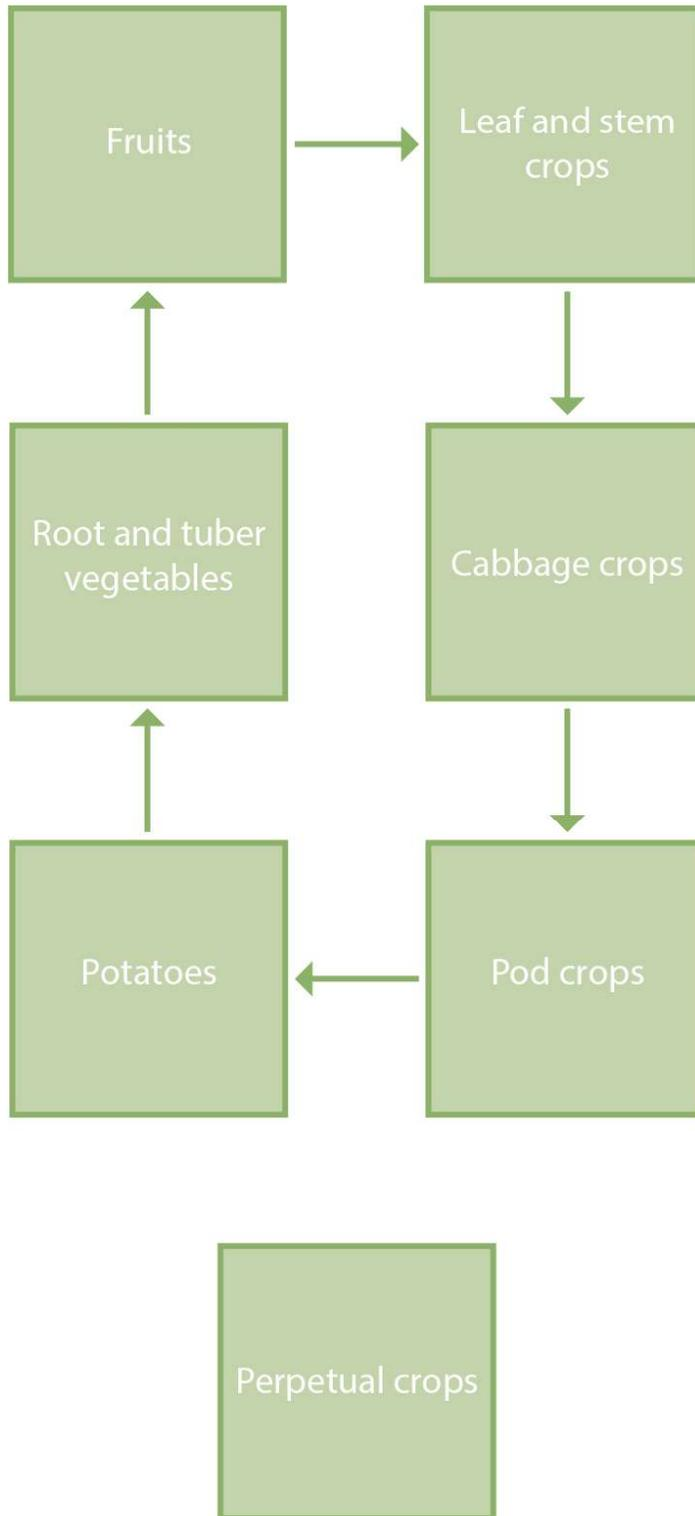 Fruits
Leaf and stem
crops
Root and tuber
vegetables
Cabbage crops
Potatoes
Pod crops
Perpetual crops